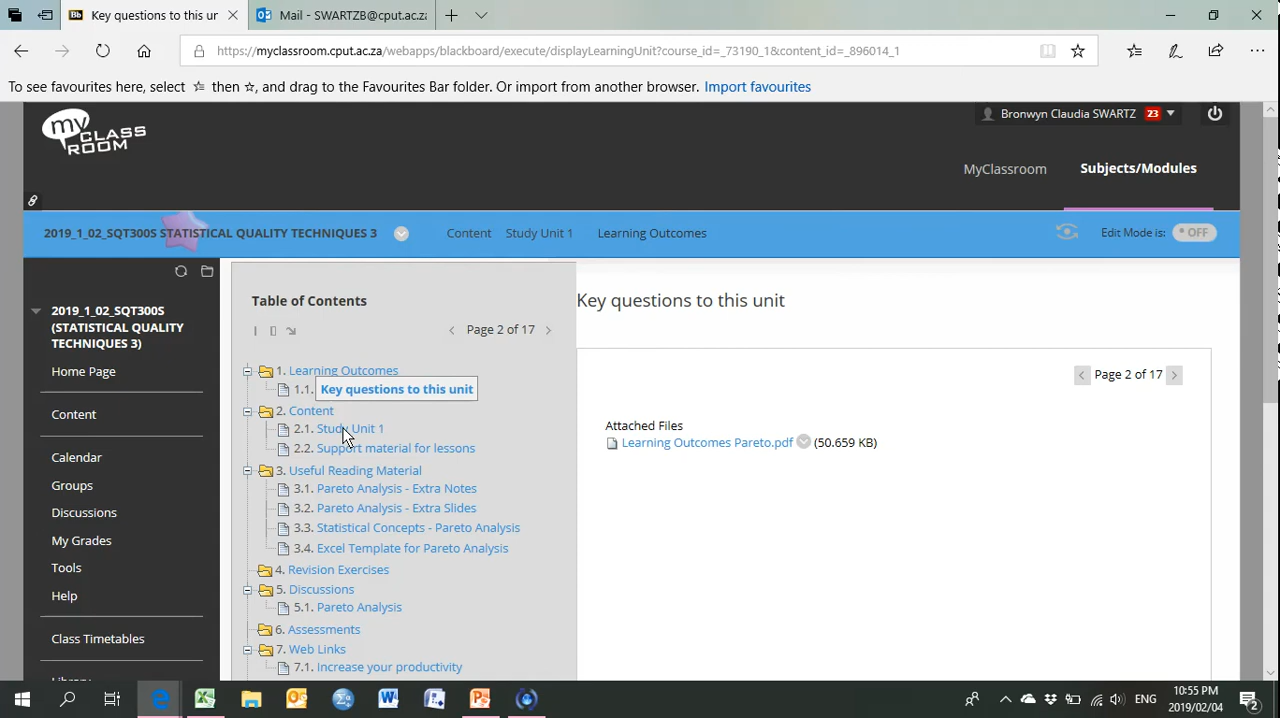 Key questions to this ur
Mail - SWARTZB@cput.ac.za
https://myclassroom.cput.ac.za/webapps/blackboard/execute/displayLearningUnit?course_id=_73190_1&content_id=_896014_1
To see favourites here, select ☆ then ☆, and drag to the Favourites Bar folder. Or import from another browser. Import favourites
my CLASS ROOM
Bronwyn Claudia SWARTZ 23
MyClassroom
Subjects/Modules
2019_1_02_SQT300S STATISTICAL QUALITY TECHNIQUES 3
Content
Study Unit 1
Learning Outcomes
Edit Mode is: OFF
2019_1_02_SQT300S
(STATISTICAL QUALITY
TECHNIQUES 3)
Home Page
Content
Calendar
Groups
Discussions
My Grades
Tools
Help
Class Timetables
Table of Contents
Page 2 of 17
1. Learning Outcomes
1.1. Key questions to this unit
2. Content
2.1. Study Unit 1
2.2. Support material for lessons
3. Useful Reading Material
3.1. Pareto Analysis - Extra Notes
3.2. Pareto Analysis - Extra Slides
3.3. Statistical Concepts - Pareto Analysis
3.4. Excel Template for Pareto Analysis
4. Revision Exercises
5. Discussions
5.1. Pareto Analysis
6. Assessments
7. Web Links
7.1. Increase your productivity
Key questions to this unit
Page 2 of 17
Attached Files
Learning Outcomes Pareto.pdf (50.659 KB)
ENG
10:55 PM
2019/02/04
2